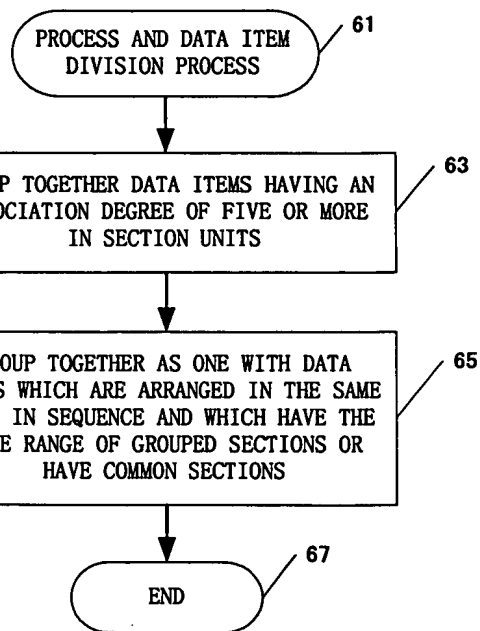 PROCESS AND DATA ITEM
DIVISION PROCESS
61
TOGETHER DATA ITEMS HAVING AN
DEGREE OF FIVE OR MORE
IN SECTION UNITS
63
TOGETHER AS ONE WITH DATA
WHICH ARE ARRANGED IN THE SAME
IN SEQUENCE AND WHICH HAVE THE
RANGE OF GROUPED SECTIONS OR
HAVE COMMON SECTIONS
65
END
67